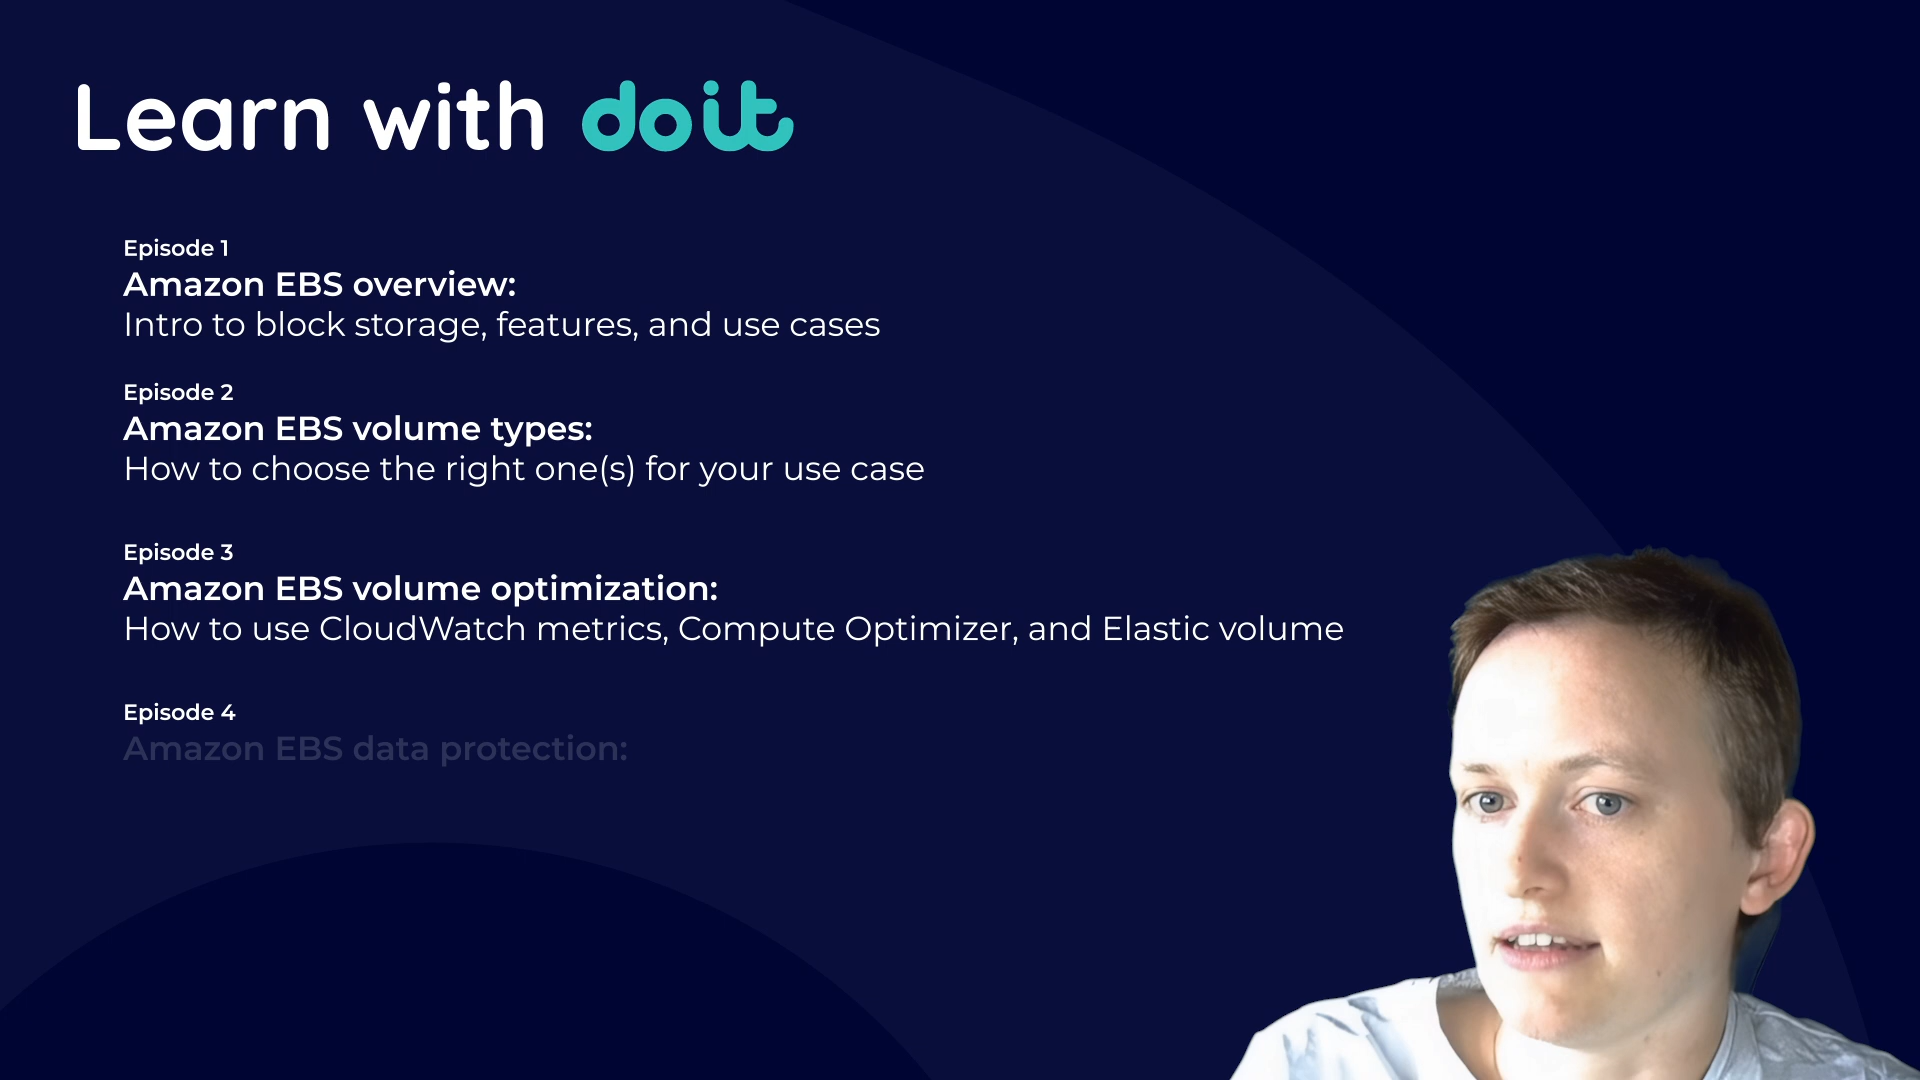 Learn with doit
Episode 1
Amazon EBS overview:
Intro to block storage, features, and use cases
Episode 2
Amazon EBS volume types:
How to choose the right one(s) for your use case
Episode 3
Amazon EBS volume optimization:
How to use CloudWatch metrics, Compute Optimizer, and Elastic volume
Episode 4
Amazon EBS data protection: